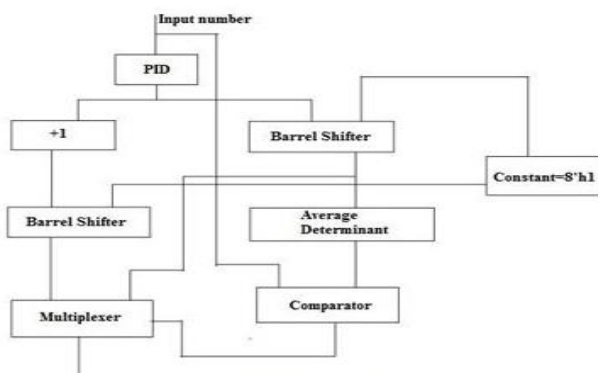 Input number
PID
+1
Barrel Shifter
Constant=8'h1
Barrel Shifter
Average
Determinant
Comparator
Multiplexer